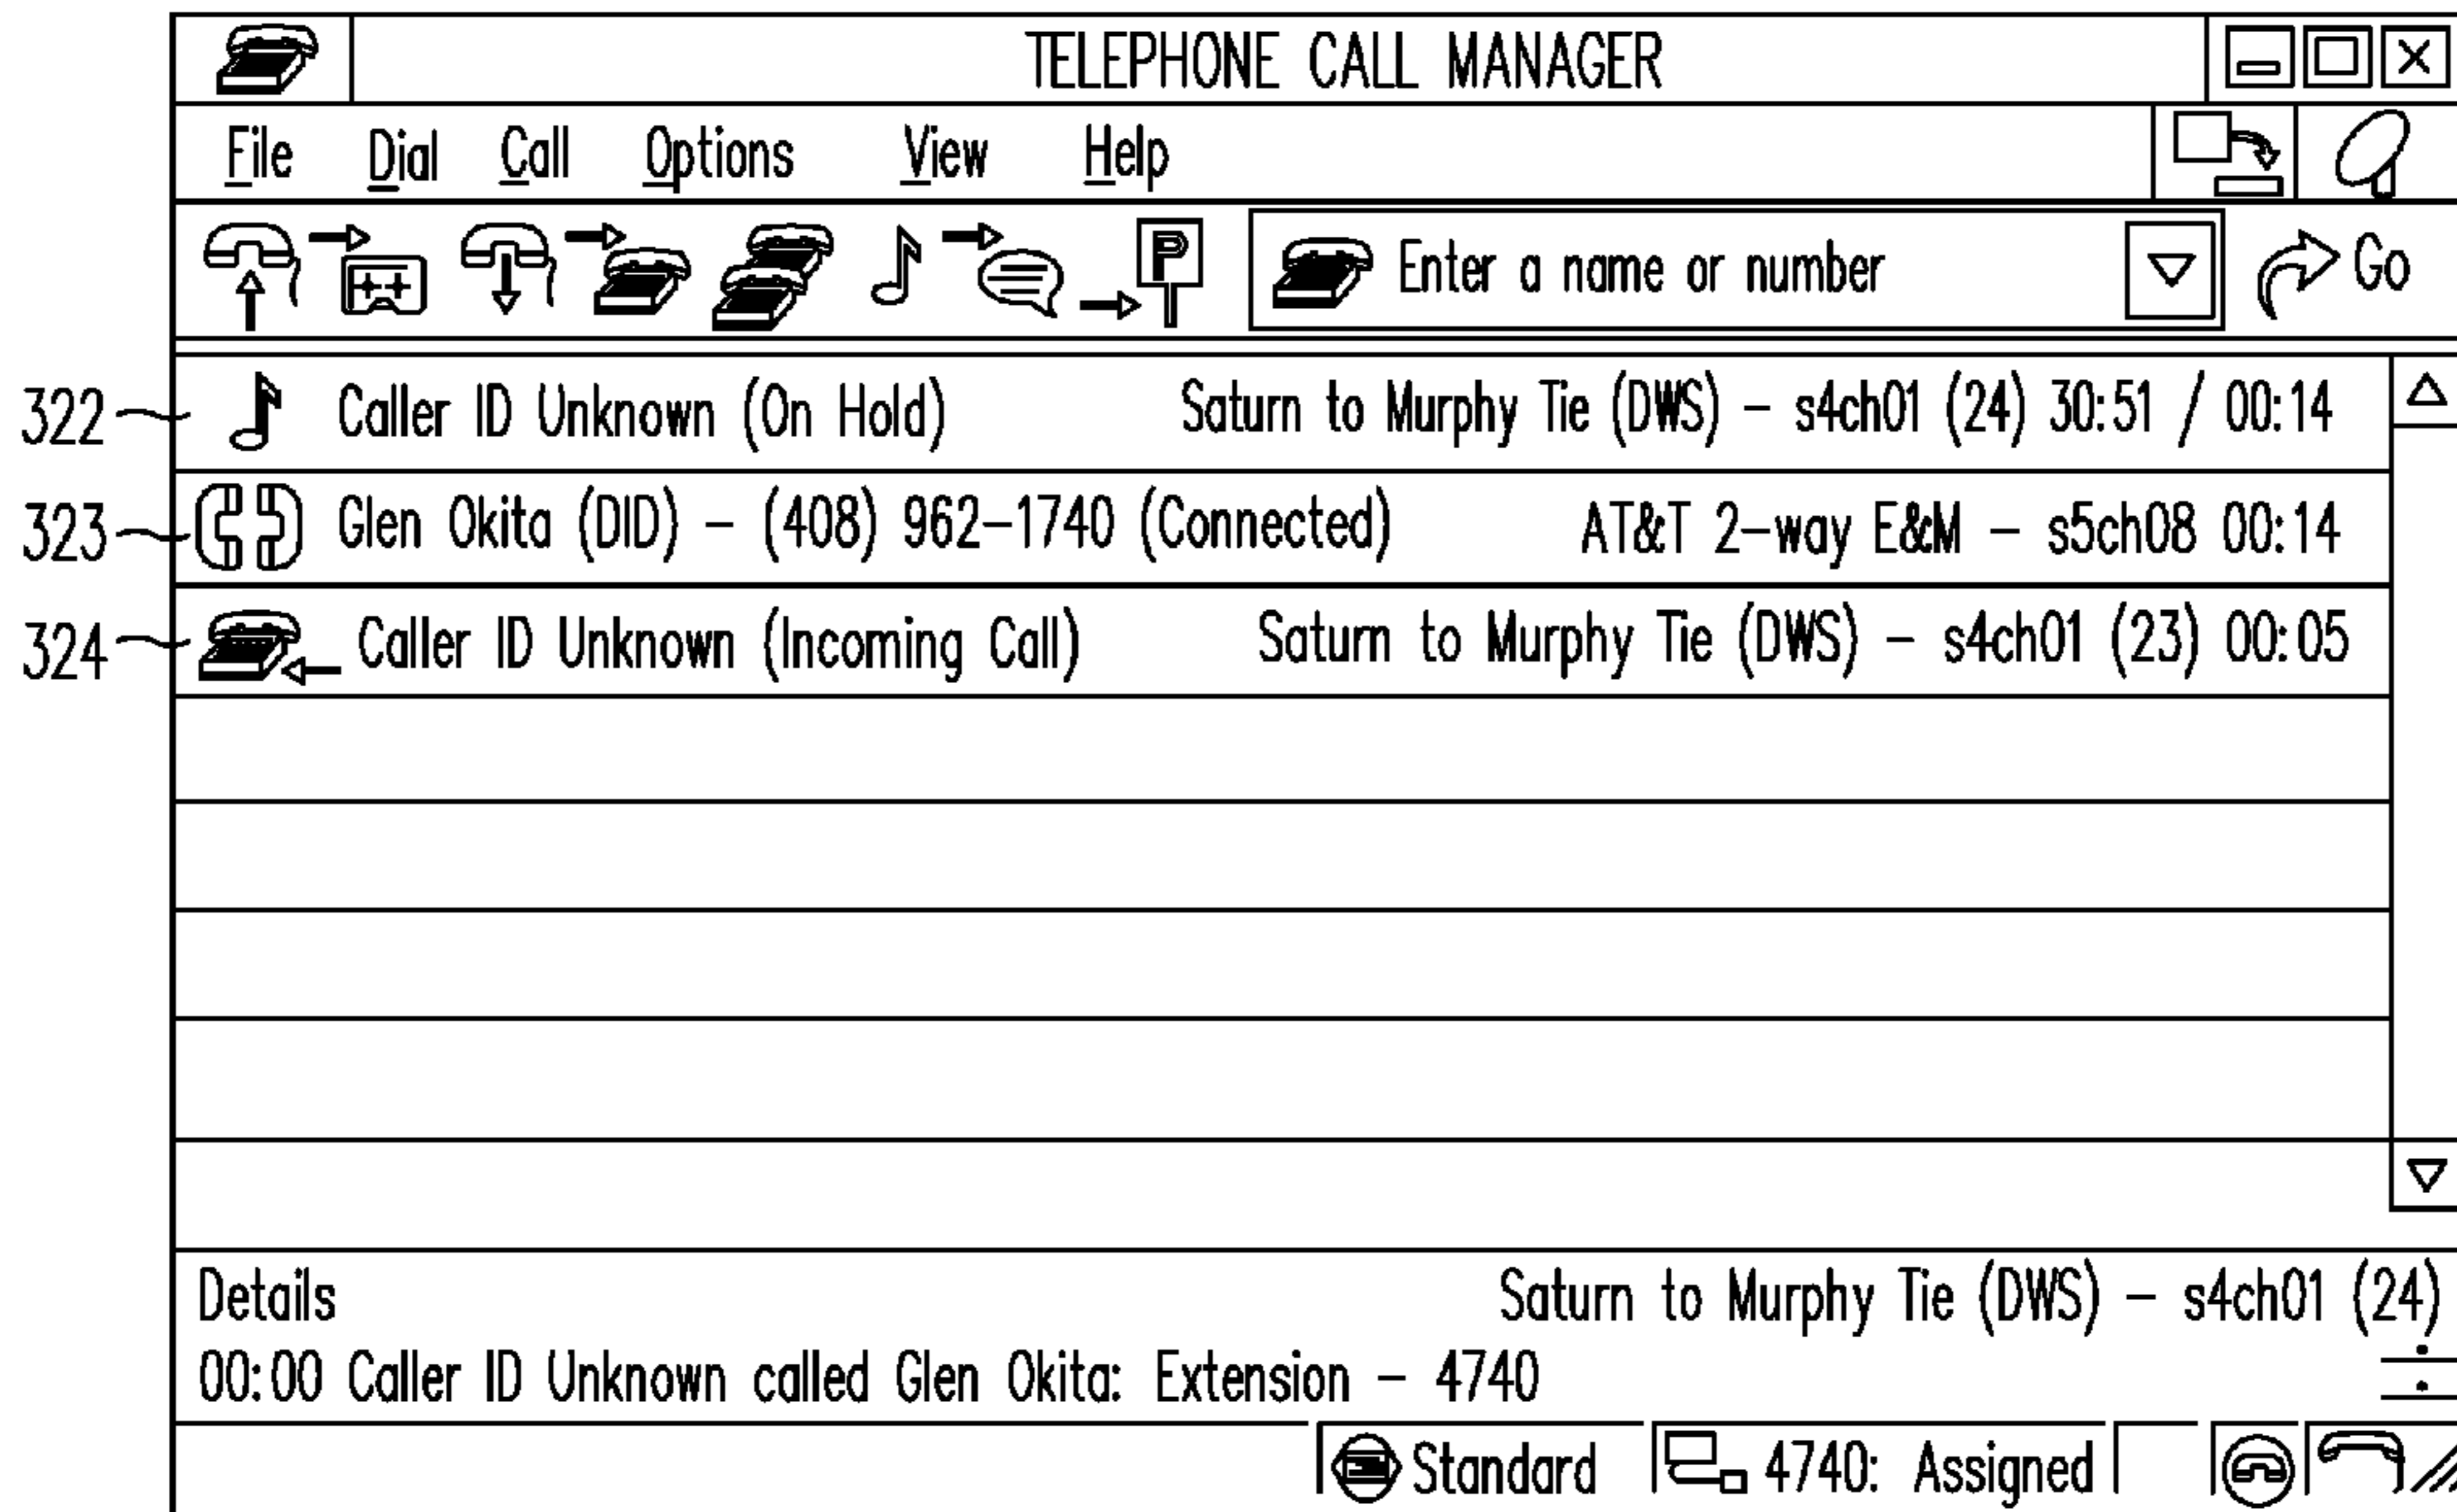 TELEPHONE CALL MANAGER
File Dial Call Options View Help
P Enter a name or number Go
322 Caller ID Unknown (On Hold) Saturn to Murphy Tie (DWS) – s4ch01 (24) 30:51 / 00:14
323 Glen Okita (DID) – (408) 962–1740 (Connected) AT&T 2–way E&M – s5ch08 00:14
324 Caller ID Unknown (Incoming Call) Saturn to Murphy Tie (DWS) – s4ch01 (23) 00:05
Details Saturn to Murphy Tie (DWS) – s4ch01 (24)
00:00 Caller ID Unknown called Glen Okita: Extension – 4740
Standard 4740: Assigned